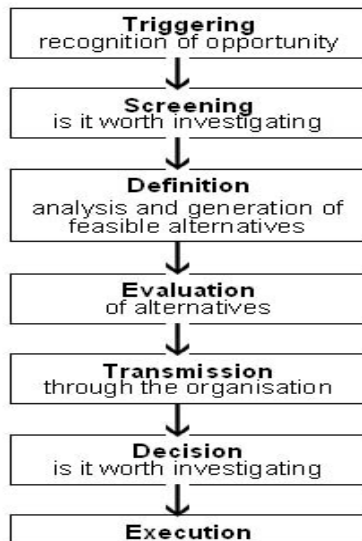 Triggering
recognition of opportunity
Screening
is it worth investigating
Definition
analysis and generation of
feasible alternatives
Evaluation
of alternatives
Transmission
through the organisation
Decision
is it worth investigating
Execution